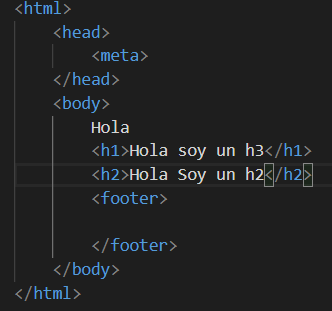 <html>
<head>
<meta>
</head>
<body>
Hola
<h1>Hola soy un h3</h1>
<h2>Hola Soy un h2</h2>
<footer>
</footer>
</body>
</html>